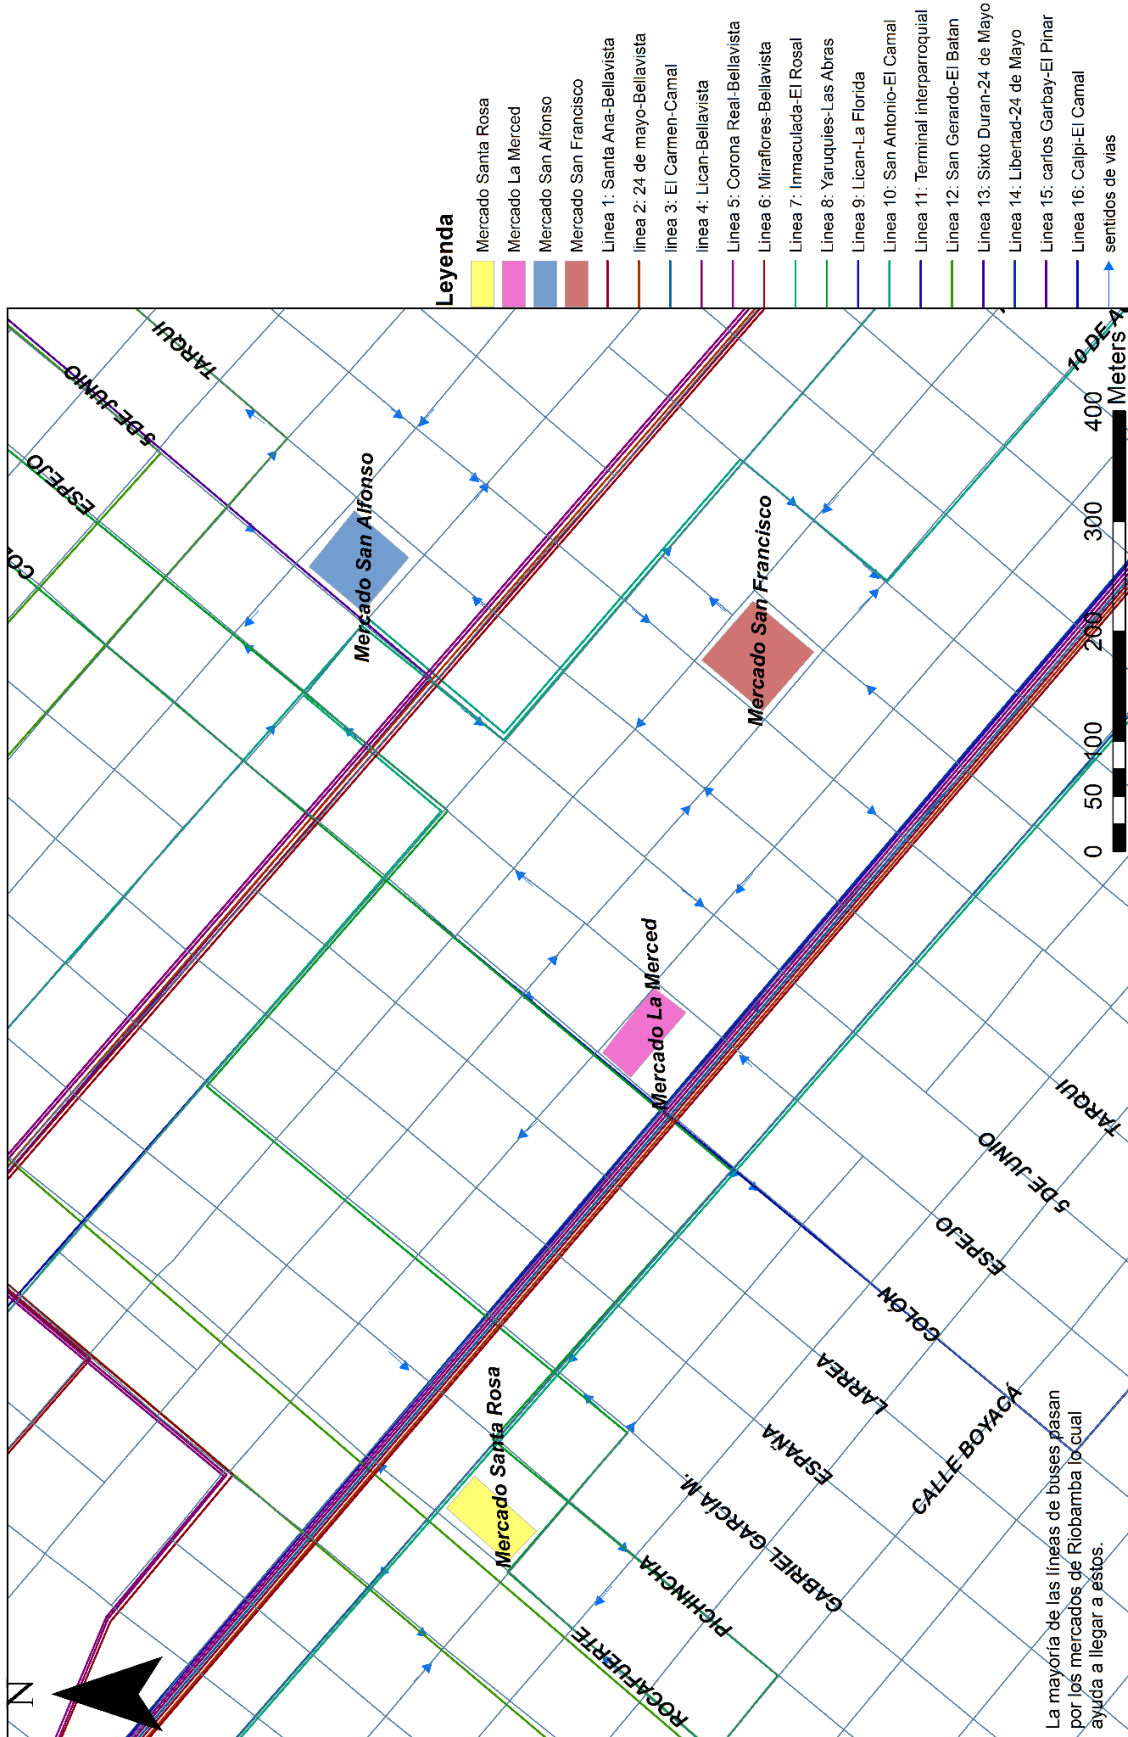 N
Leyenda
Mercado Santa Rosa
Mercado La Merced
Mercado San Alfonso
Mercado San Francisco
Linea 1: Santa Ana-Bellavista
linea 2: 24 de mayo-Bellavista
linea 3: El Carmen-Camal
linea 4: Lican-Bellavista
Linea 5: Corona Real-Bellavista
Linea 6: Miraflores-Bellavista
Linea 7: Inmaculada-El Rosal
Linea 8: Yaruquies-Las Abras
Linea 9: Lican-La Florida
Linea 10: San Antonio-El Camal
Linea 11: Terminal interparroquial
Linea 12: San Gerardo-El Batan
Linea 13: Sixto Duran-24 de Mayo
Linea 14: Libertad-24 de Mayo
Linea 15: carlos Garbay-El Pinar
Linea 16: Calpi-El Camal
sentidos de vias
COL
ESPEJO
5 DE JUNIO
TARQUI
Mercado San Alfonso
Mercado San Francisco
Mercado La Merced
Mercado Santa Rosa
10 DE A
ROCAFUERTE
PICHINCHA
GABRIEL GARCÍA M.
ESPAÑA
LARREA
COLÓN
ESPEJO
5 DE JUNIO
TARQUI
CALLE BOYACÁ
0 50 100 200 300 400
Meters
La mayoría de las líneas de buses pasan
por los mercados de Riobamba lo cual
ayuda a llegar a estos.